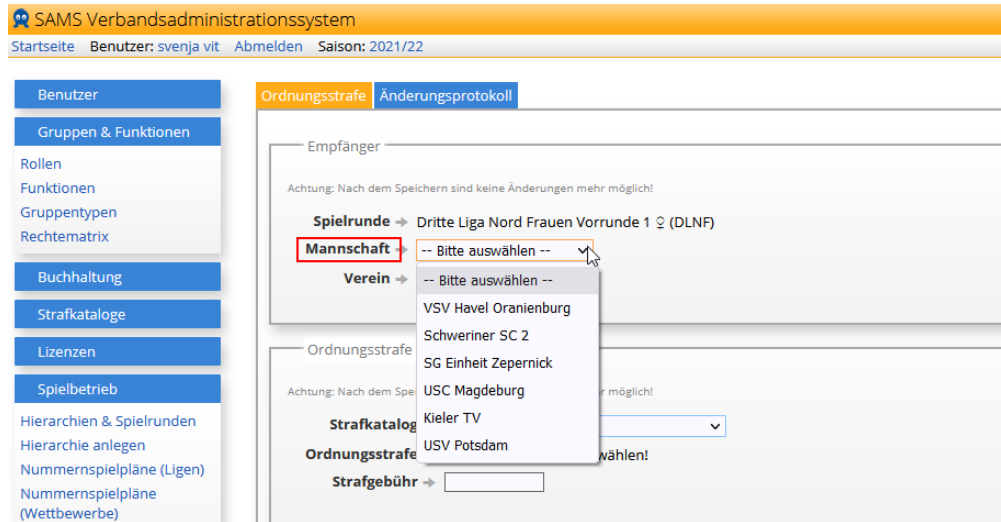 SAMS Verbandsadministrationssystem
Startseite Benutzer: svenja vit Abmelden Saison: 2021/22
Benutzer
Gruppen & Funktionen
Rollen
Funktionen
Gruppentypen
Rechtematrix
Buchhaltung
Strafkataloge
Lizenzen
Spielbetrieb
Hierarchien & Spielrunden
Hierarchie anlegen
Nummernspielpläne (Ligen)
Nummernspielpläne
(Wettbewerbe)
Ordnungsstrafe Änderungsprotokoll
Empfänger
Achtung: Nach dem Speichern sind keine Änderungen mehr möglich!
Spielrunde → Dritte Liga Nord Frauen Vorrunde 1 ♀ (DLNF)
Mannschaft → -- Bitte auswählen --
Verein →
-- Bitte auswählen --
VSV Havel Oranienburg
Schweriner SC 2
SG Einheit Zepernick
USC Magdeburg
Kieler TV
USV Potsdam
Ordnungsstrafe
Achtung: Nach dem Spe r möglich!
Strafkatalog
Ordnungsstrafe wählen!
Strafgebühr →